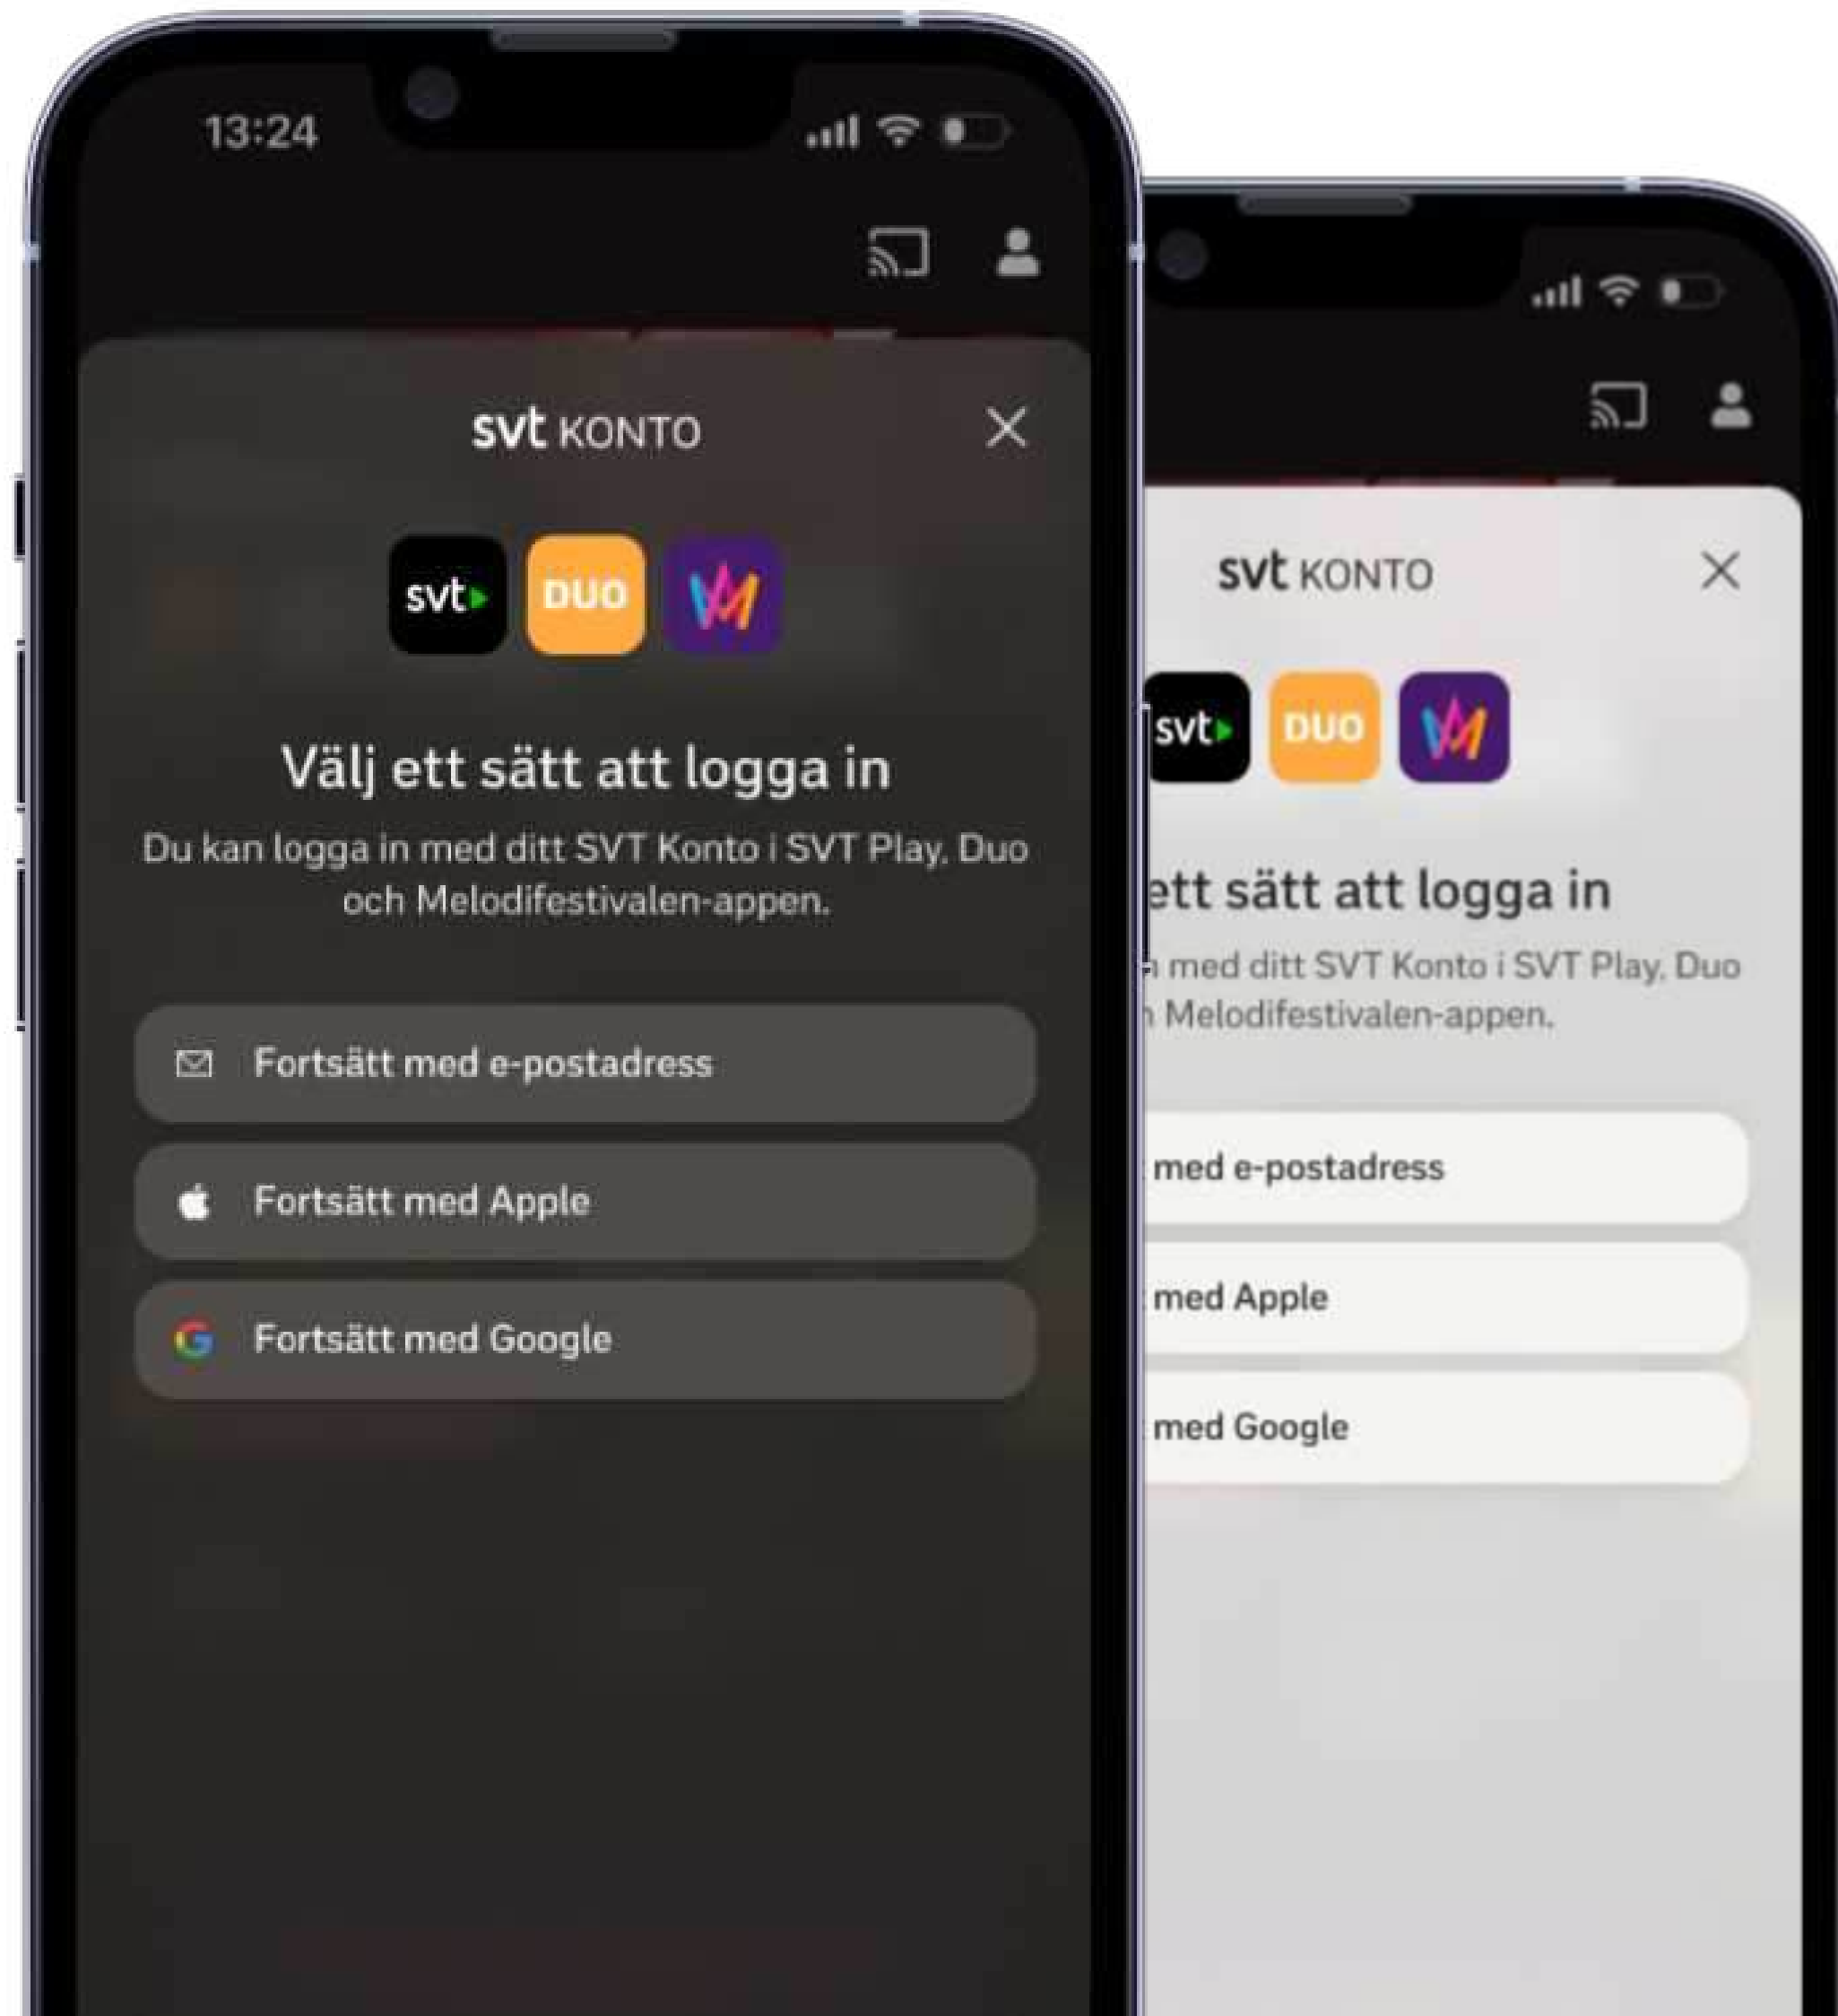 13:24
svt KONTO
svt DUO
Välj ett sätt att logga in
Du kan logga in med ditt SVT Konto i SVT Play, Duo
och Melodifestivalen-appen.
Fortsätt med e-postadress
Fortsätt med Apple
Fortsätt med Google
svt KONTO
svt DUO
ett sätt att logga in
med ditt SVT Konto i SVT Play, Duo
Melodifestivalen-appen.
med e-postadress
med Apple
med Google